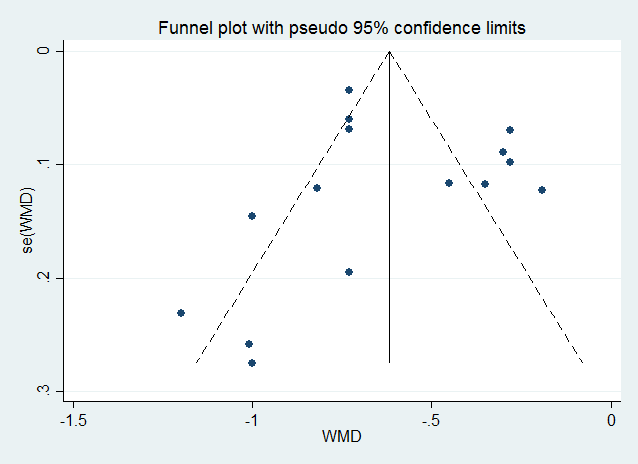 Funnel plot with pseudo 95% confidence limits
0
.1
.2
.3
se(WMD)
-1.5
-1
-.5
0
WMD